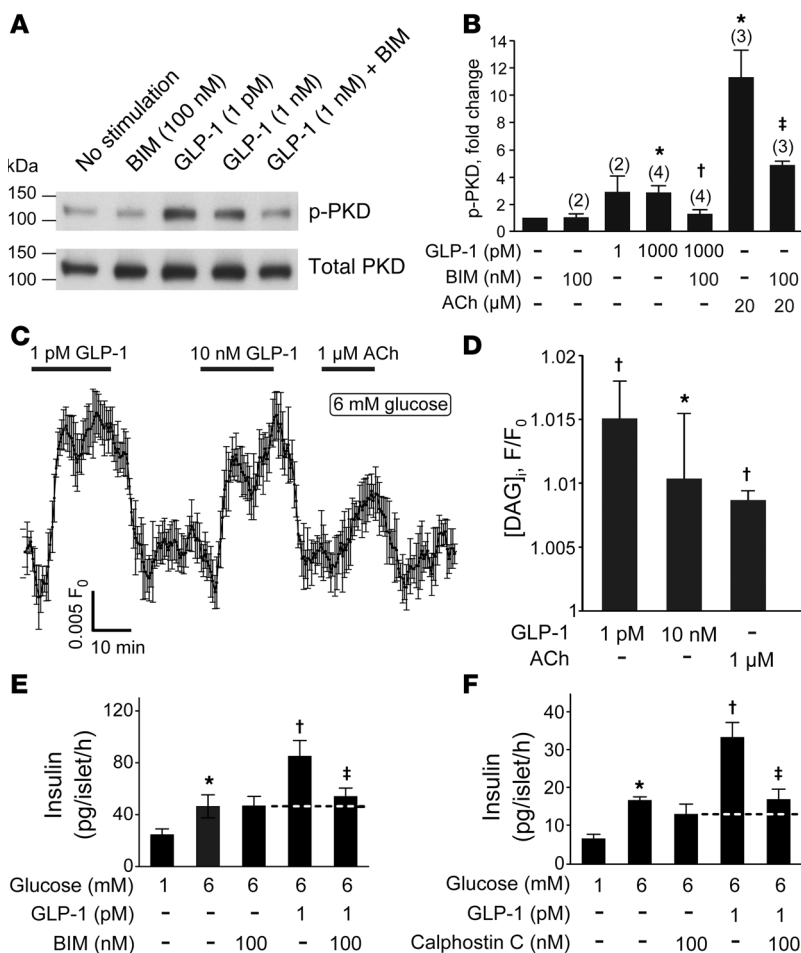 A
No stimulation
BIM (100 nM)
GLP-1 (1 pM)
GLP-1 (1 nM)
GLP-1 (1 nM) + BIM
kDa
150
100
p-PKD
150
100
Total PKD
B
p-PKD, fold change
14
12
10
8
6
4
2
0
(2)
(2)
*
(4)
†
(4)
*
(3)
‡
(3)
GLP-1 (pM) – – 1 1000 1000 – –
BIM (nM) – 100 – – 100 – 100
ACh (µM) – – – – – 20 20
C
1 pM GLP-1
10 nM GLP-1
1 µM ACh
6 mM glucose
0.005 F0
10 min
D
[DAG]i, F/F0
1.02
1.015
1.01
1.005
1
†
*
†
GLP-1 1 pM 10 nM –
ACh – – 1 µM
E
Insulin
(pg/islet/h)
120
80
40
0
*
†
‡
Glucose (mM) 1 6 6 6 6
GLP-1 (pM) – – – 1 1
BIM (nM) – – 100 – 100
F
Insulin
(pg/islet/h)
40
30
20
10
0
*
†
‡
Glucose (mM) 1 6 6 6 6
GLP-1 (pM) – – – 1 1
Calphostin C (nM) – – 100 – 100